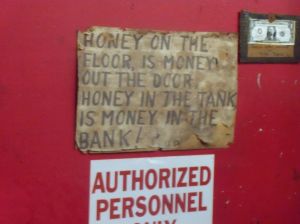 HONEY ON THE
FLOOR, IS MONEY
OUT THE DOOR.
HONEY IN THE TANK
IS MONEY IN THE
BANK!
AUTHORIZED
PERSONNEL
ONLY